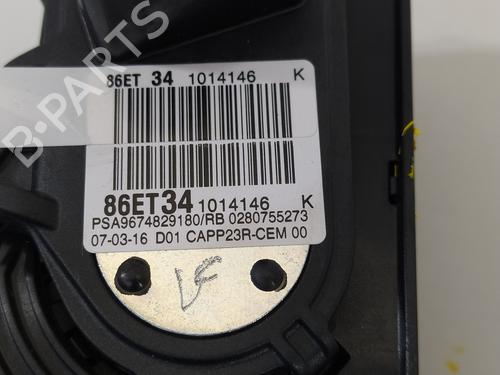 86ET 34 1014146 K
86ET34 1014146 K
PSA9674829180/RB 0280755273
07-03-16 D01 CAPP23R-CEM 00
B-PARTS